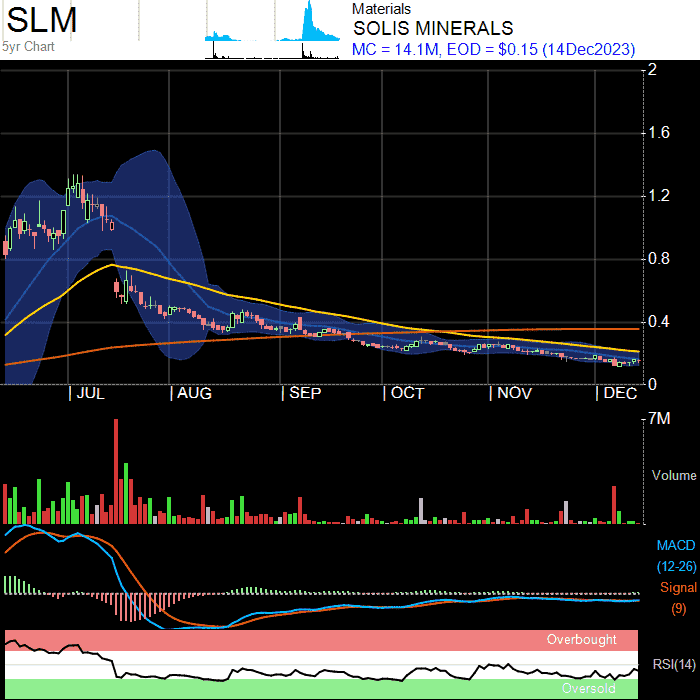 SLM
5yr Chart
Materials
SOLIS MINERALS
MC = 14.1M, EOD = $0.15 (14Dec2023)
2
1.6
1.2
0.8
0.4
0
JUL AUG SEP OCT NOV DEC
7M
Volume
MACD
(12-26)
Signal
(9)
Overbought
RSI(14)
Oversold